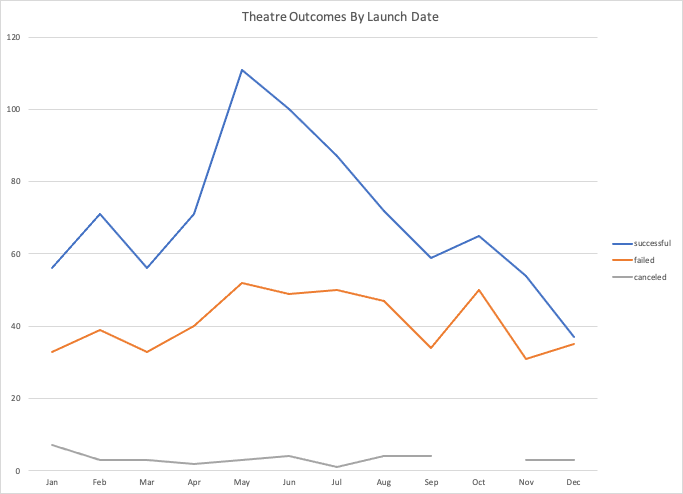 Theatre Outcomes By Launch Date
120
100
80
60
40
20
0
Jan Feb Mar Apr May Jun Jul Aug Sep Oct Nov Dec
successful
failed
canceled